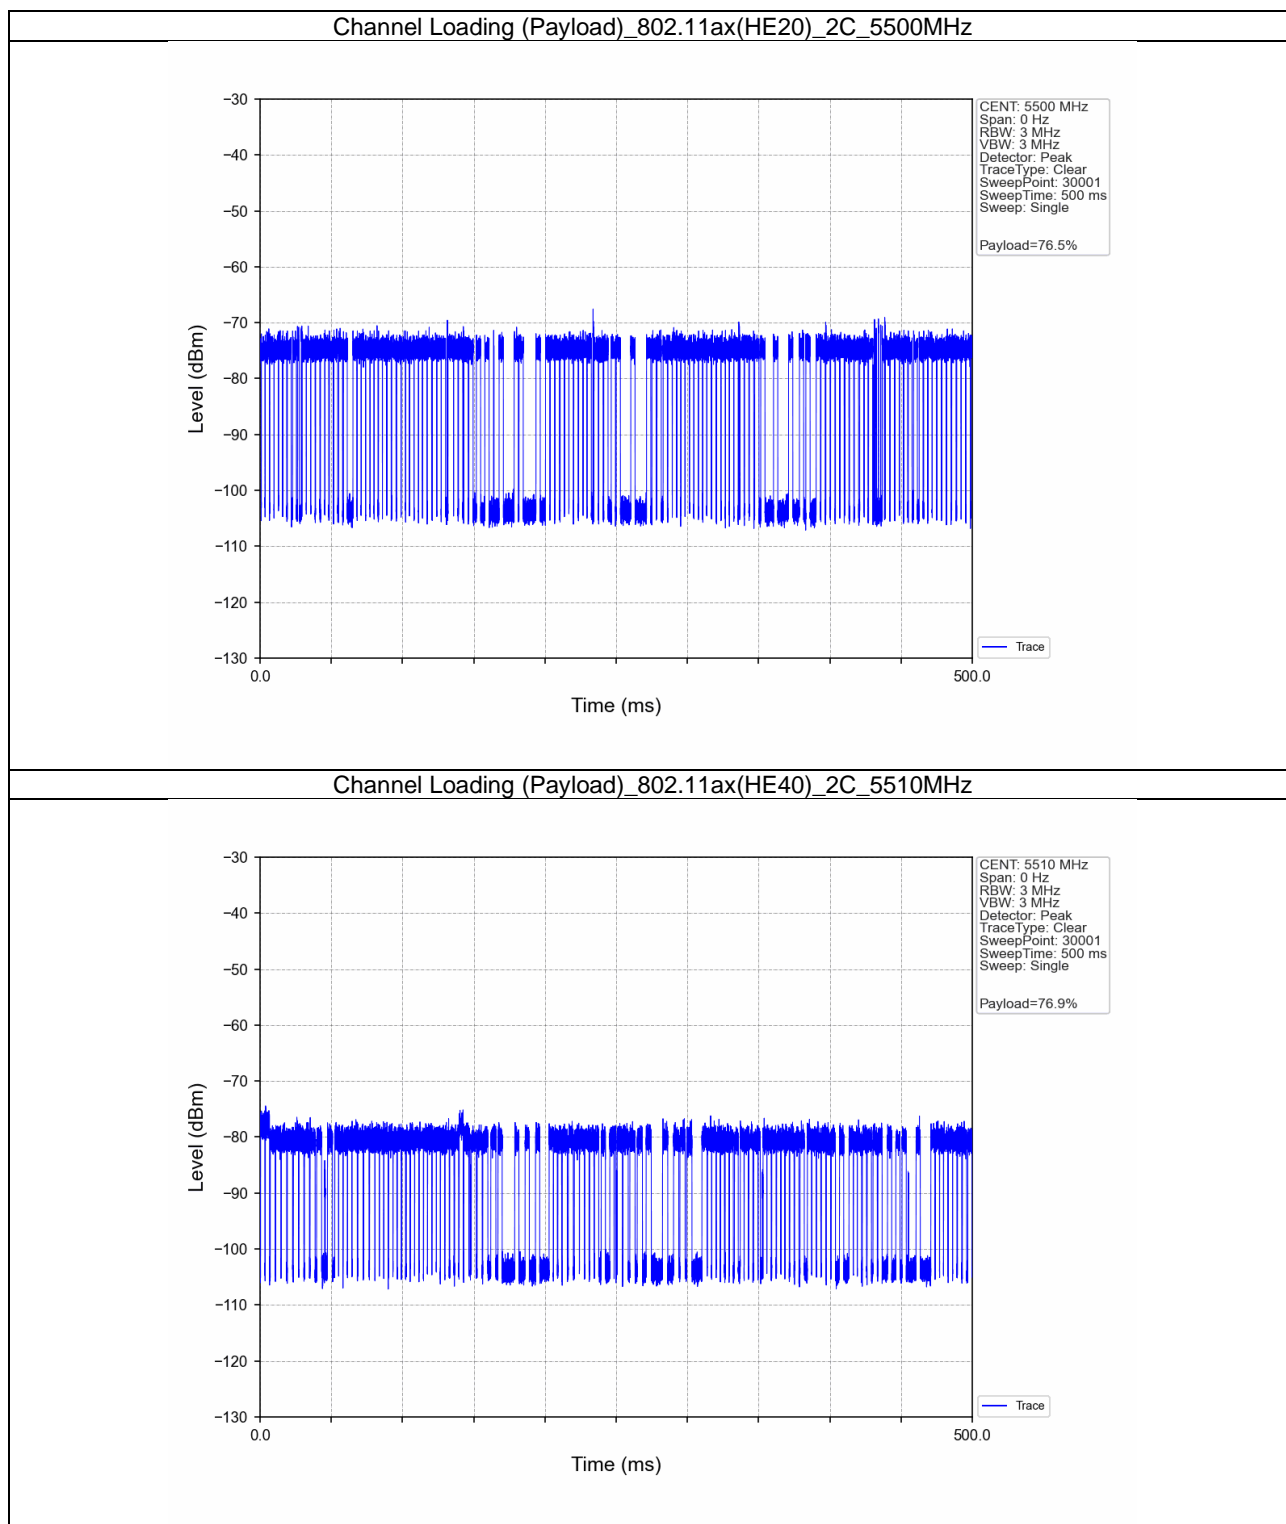 Channel Loading (Payload)_802.11ax(HE20)_2C_5500MHz
−30
−40
−50
−60
−70
−80
−90
−100
−110
−120
−130
Level (dBm)
0.0
500.0
Time (ms)
CENT: 5500 MHz
Span: 0 Hz
RBW: 3 MHz
VBW: 3 MHz
Detector: Peak
TraceType: Clear
SweepPoint: 30001
SweepTime: 500 ms
Sweep: Single
Payload=76.5%
Trace
Channel Loading (Payload)_802.11ax(HE40)_2C_5510MHz
−30
−40
−50
−60
−70
−80
−90
−100
−110
−120
−130
Level (dBm)
0.0
500.0
Time (ms)
CENT: 5510 MHz
Span: 0 Hz
RBW: 3 MHz
VBW: 3 MHz
Detector: Peak
TraceType: Clear
SweepPoint: 30001
SweepTime: 500 ms
Sweep: Single
Payload=76.9%
Trace